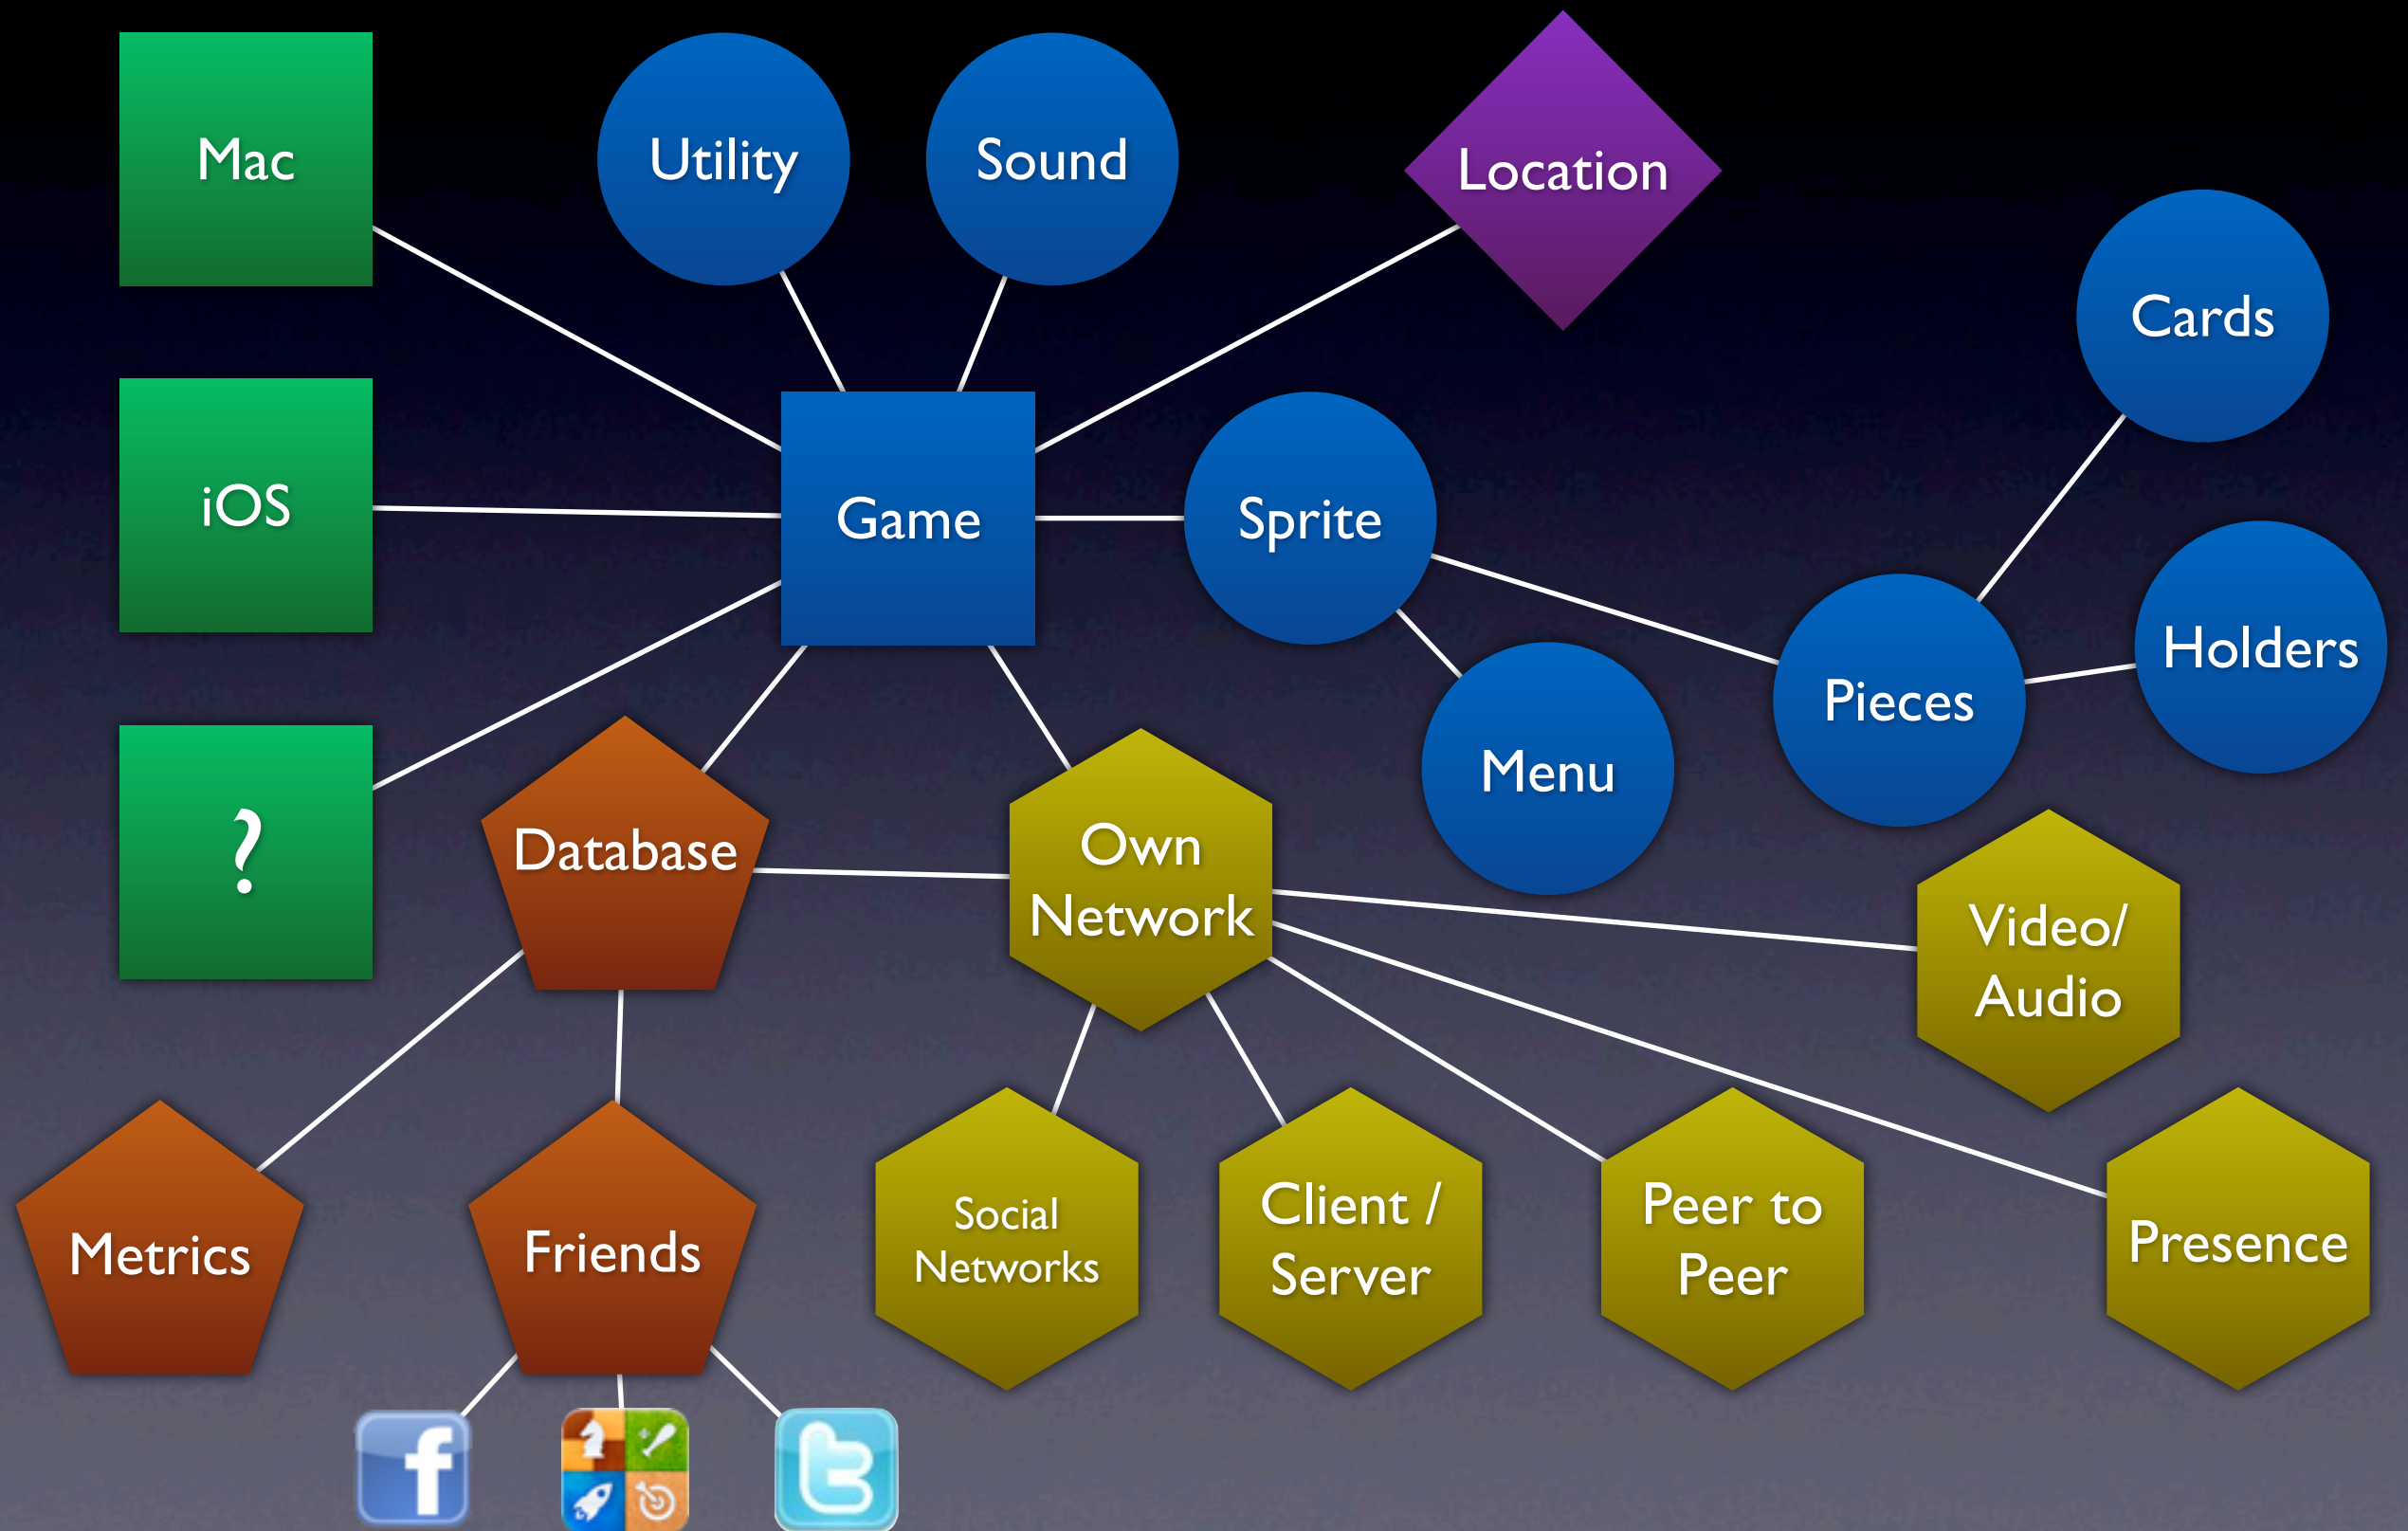 Mac
Utility
Sound
Location
Cards
iOS
Game
Sprite
Holders
Pieces
Menu
?
Database
Own
Network
Video/
Audio
Metrics
Friends
Social
Networks
Client /
Server
Peer to
Peer
Presence
f
t